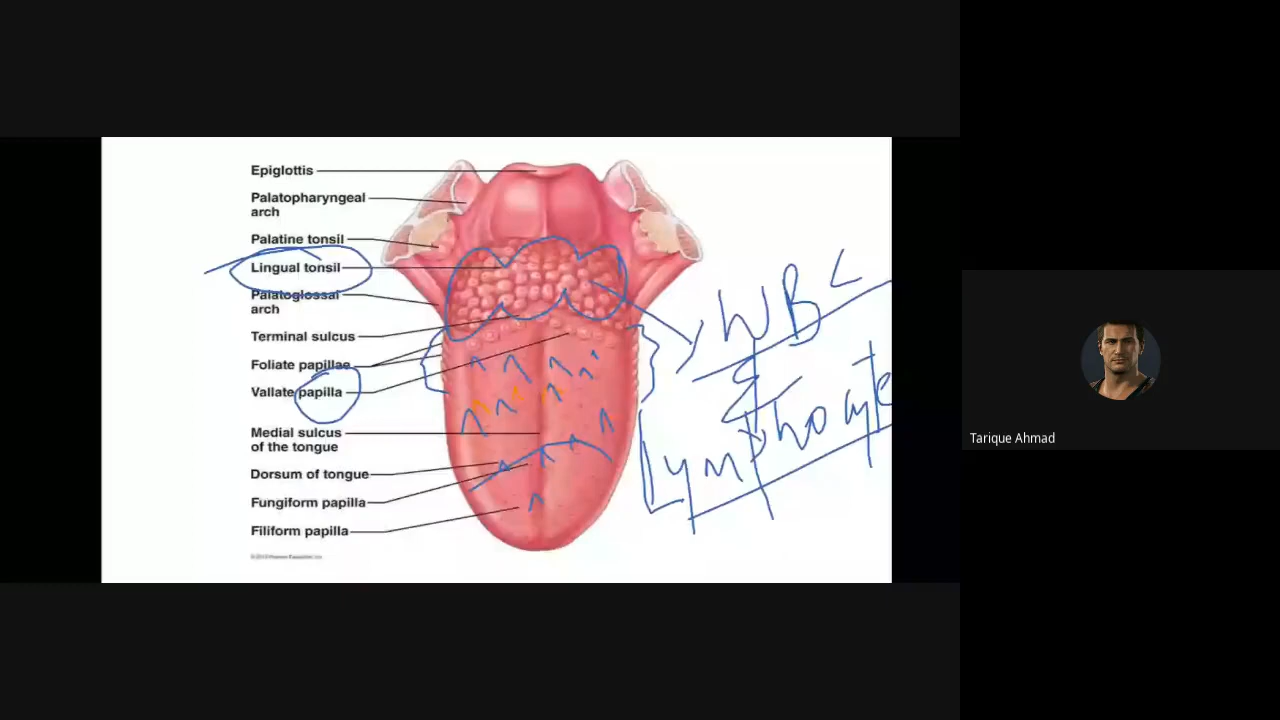 Epiglottis
Palatopharyngeal
arch
Palatine tonsil
Lingual tonsil
Palatoglossal
arch
Terminal sulcus
Foliate papillae
Vallate papilla
Medial sulcus
of the tongue
Dorsum of tongue
Fungiform papilla
Filiform papilla
WBC
&
Lymphocyte
Tarique Ahmad